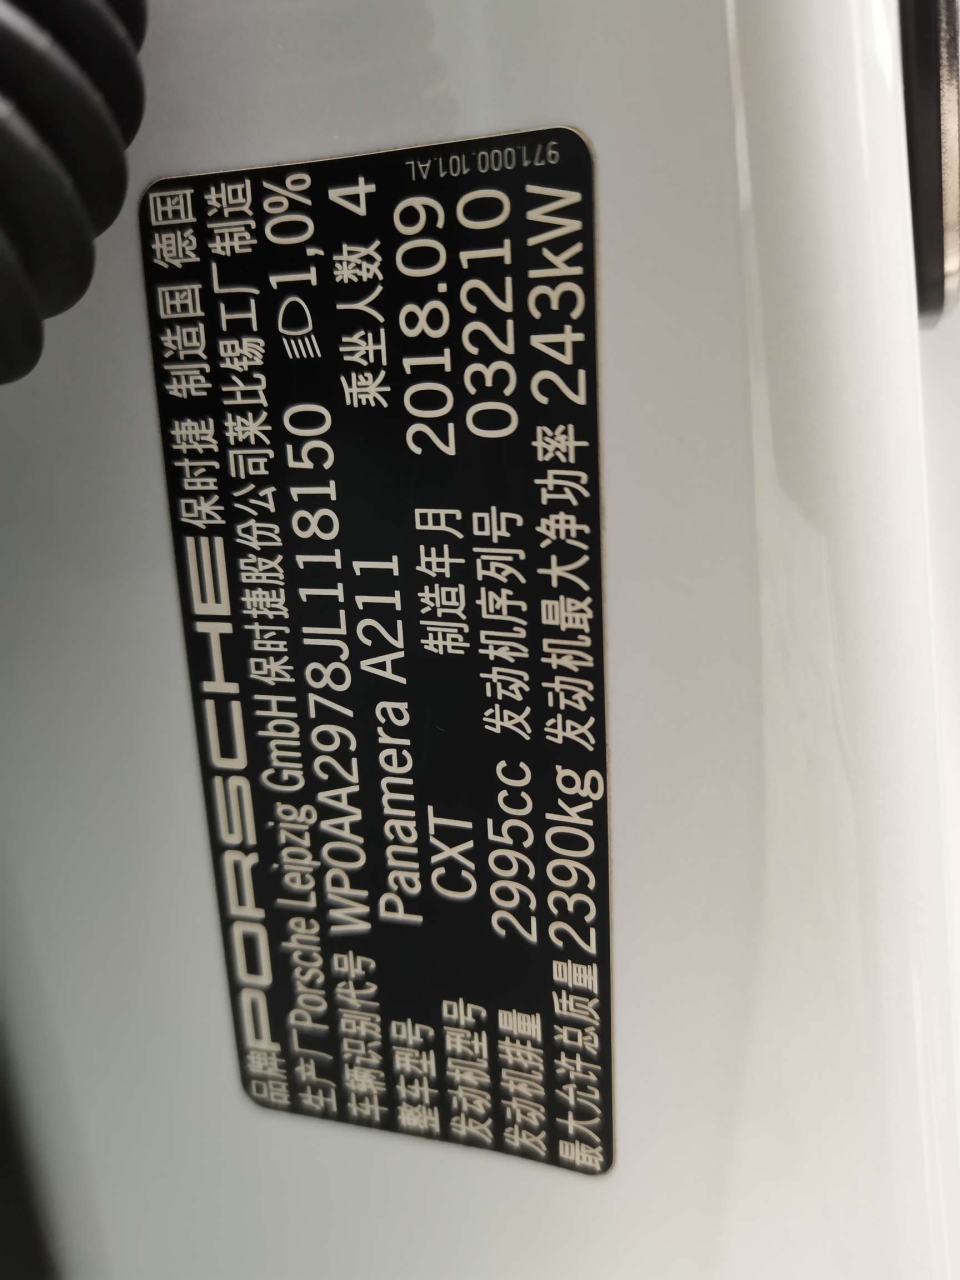 品牌 PORSCHE 保时捷 制造国 德国
生产厂 Porsche Leipzig GmbH 保时捷股份公司莱比锡工厂制造
车辆识别代号 WP0AA2978JL118150 1,0%
整车型号 Panamera A211 乘坐人数 4
发动机型号 CXT 制造年月 2018.09
发动机排量 2995cc 发动机序列号 032210
最大允许总质量 2390kg 发动机最大净功率 243kW
971.000.101.AL